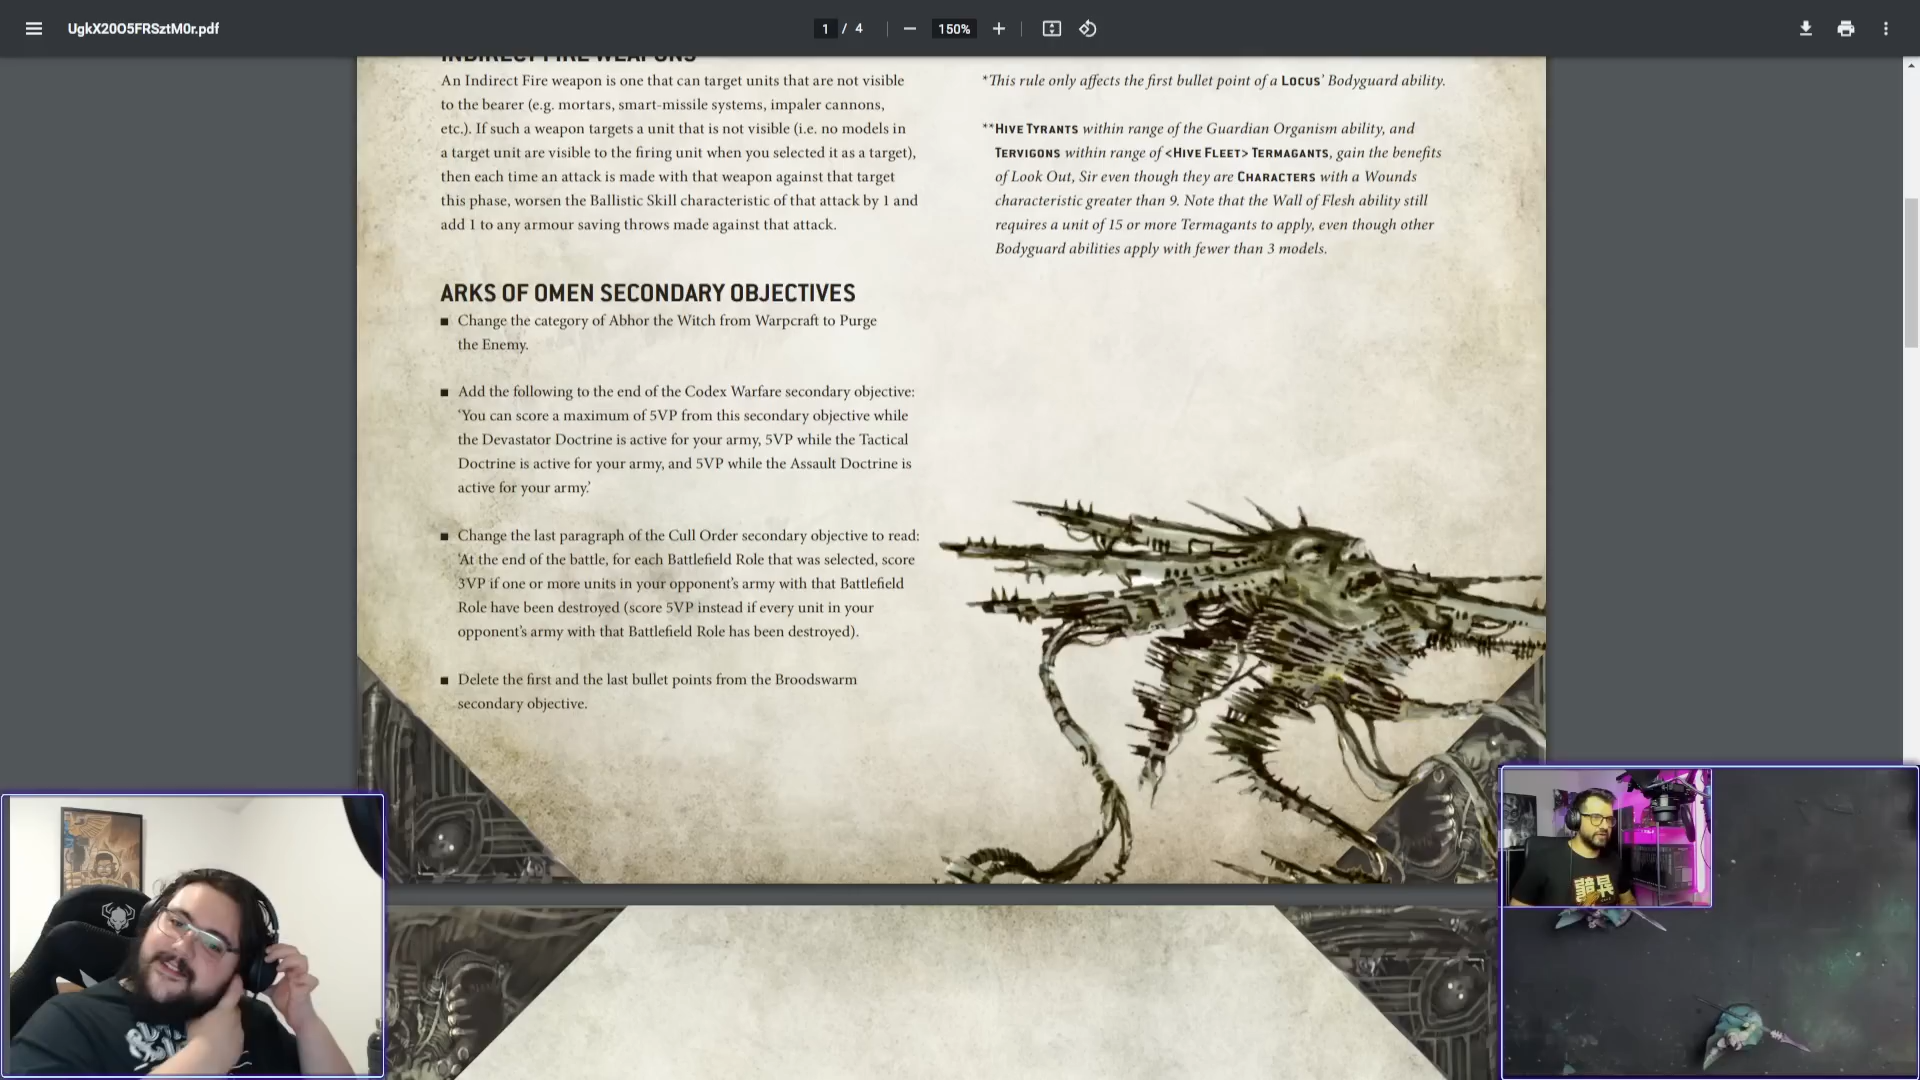 UgkX20O5FRSztM0r.pdf
1 / 4
150%
INDIRECT FIRE WEAPONS
An Indirect Fire weapon is one that can target units that are not visible
to the bearer (e.g. mortars, smart-missile systems, impaler cannons,
etc.). If such a weapon targets a unit that is not visible (i.e. no models in
a target unit are visible to the firing unit when you selected it as a target),
then each time an attack is made with that weapon against that target
this phase, worsen the Ballistic Skill characteristic of that attack by 1 and
add 1 to any armour saving throws made against that attack.
ARKS OF OMEN SECONDARY OBJECTIVES
■ Change the category of Abhor the Witch from Warpcraft to Purge
the Enemy.
■ Add the following to the end of the Codex Warfare secondary objective:
‘You can score a maximum of 5VP from this secondary objective while
the Devastator Doctrine is active for your army, 5VP while the Tactical
Doctrine is active for your army, and 5VP while the Assault Doctrine is
active for your army.’
■ Change the last paragraph of the Cull Order secondary objective to read:
‘At the end of the battle, for each Battlefield Role that was selected, score
3VP if one or more units in your opponent’s army with that Battlefield
Role have been destroyed (score 5VP instead if every unit in your
opponent’s army with that Battlefield Role has been destroyed).
■ Delete the first and the last bullet points from the Broodswarm
secondary objective.
*This rule only affects the first bullet point of a LOCUS’ Bodyguard ability.
**HIVE TYRANTS within range of the Guardian Organism ability, and
TERVIGONS within range of <HIVE FLEET> TERMAGANTS, gain the benefits
of Look Out, Sir even though they are CHARACTERS with a Wounds
characteristic greater than 9. Note that the Wall of Flesh ability still
requires a unit of 15 or more Termagants to apply, even though other
Bodyguard abilities apply with fewer than 3 models.